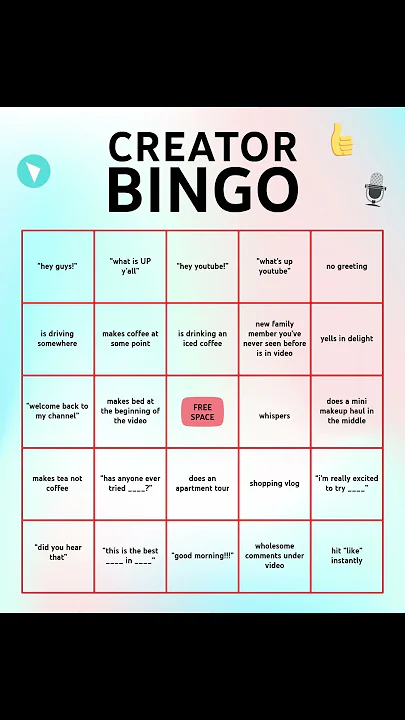 CREATOR
BINGO
"hey guys!"
"what is UP
y'all"
"hey youtube!"
"what's up
youtube"
no greeting
is driving
somewhere
makes coffee at
some point
is drinking an
iced coffee
new family
member you've
never seen before
is in video
yells in delight
"welcome back to
my channel"
makes bed at
the beginning of
the video
FREE
SPACE
whispers
does a mini
makeup haul in
the middle
makes tea not
coffee
"has anyone ever
tried ____?"
does an
apartment tour
shopping vlog
"i'm really excited
to try ____"
"did you hear
that"
"this is the best
____ in ____"
"good morning!!!"
wholesome
comments under
video
hit "like"
instantly